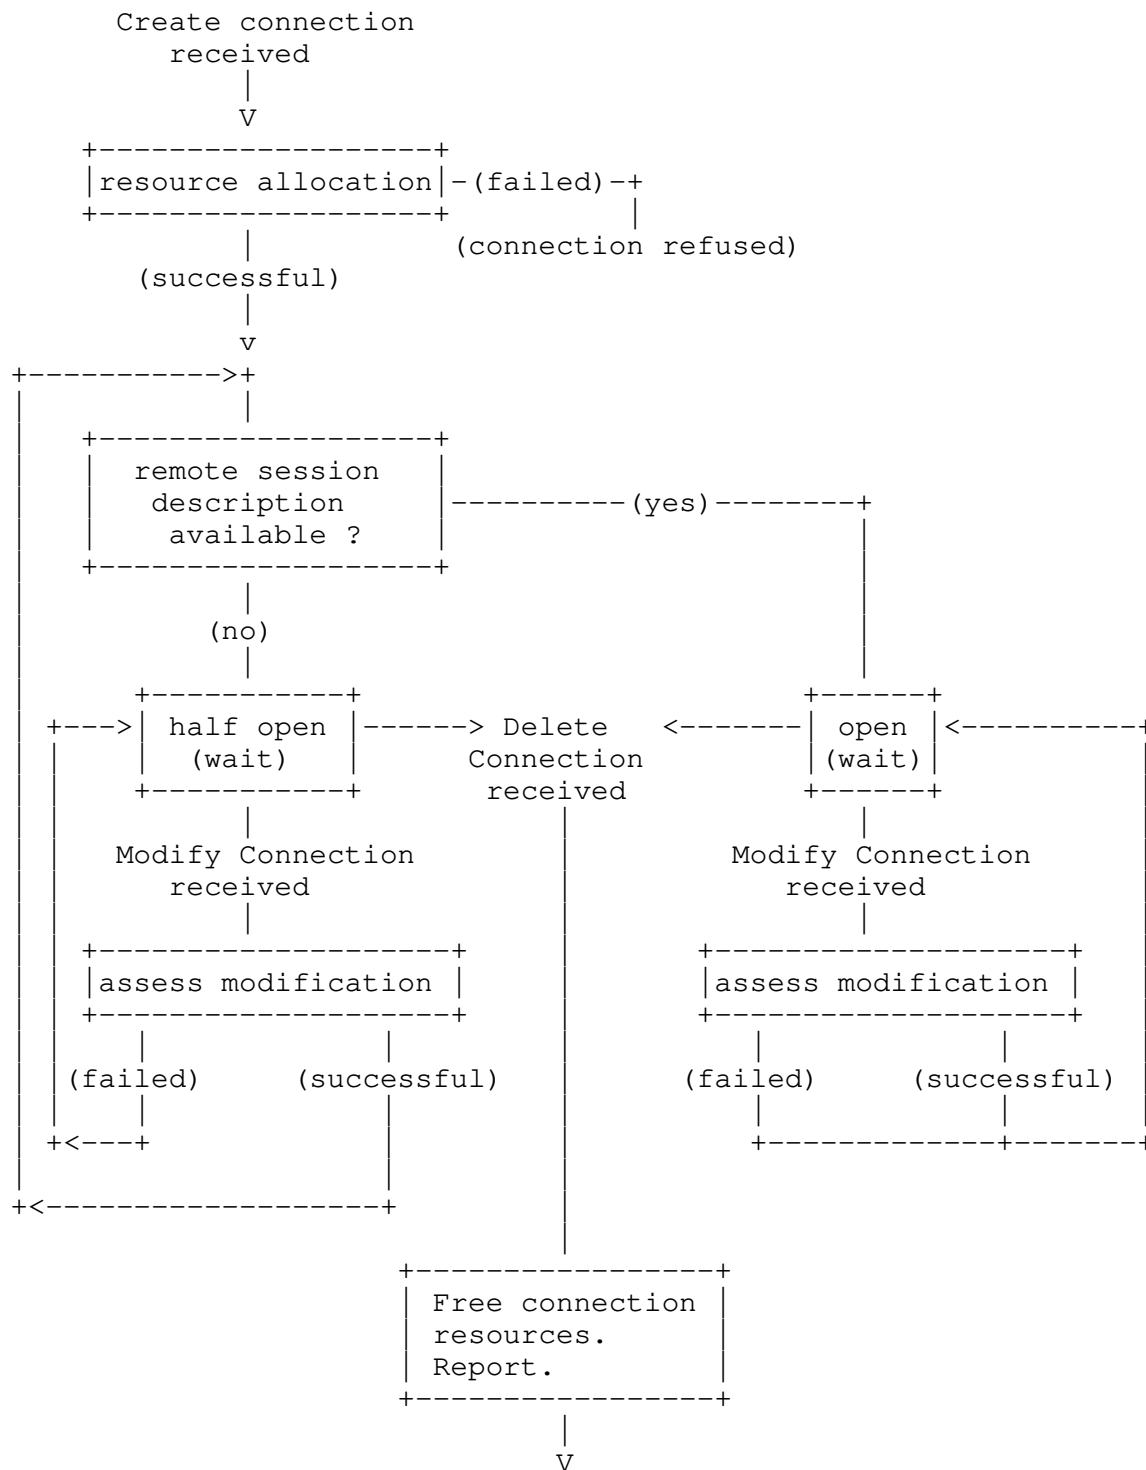 Create connection
received
V
resource allocation -(failed)-+
(connection refused)
(successful)
v
remote session
description (yes)
available ?
(no)
half open Delete open
(wait) Connection (wait)
received
Modify Connection Modify Connection
received received
assess modification assess modification
(failed) (successful) (failed) (successful)
Free connection
resources.
Report.
V